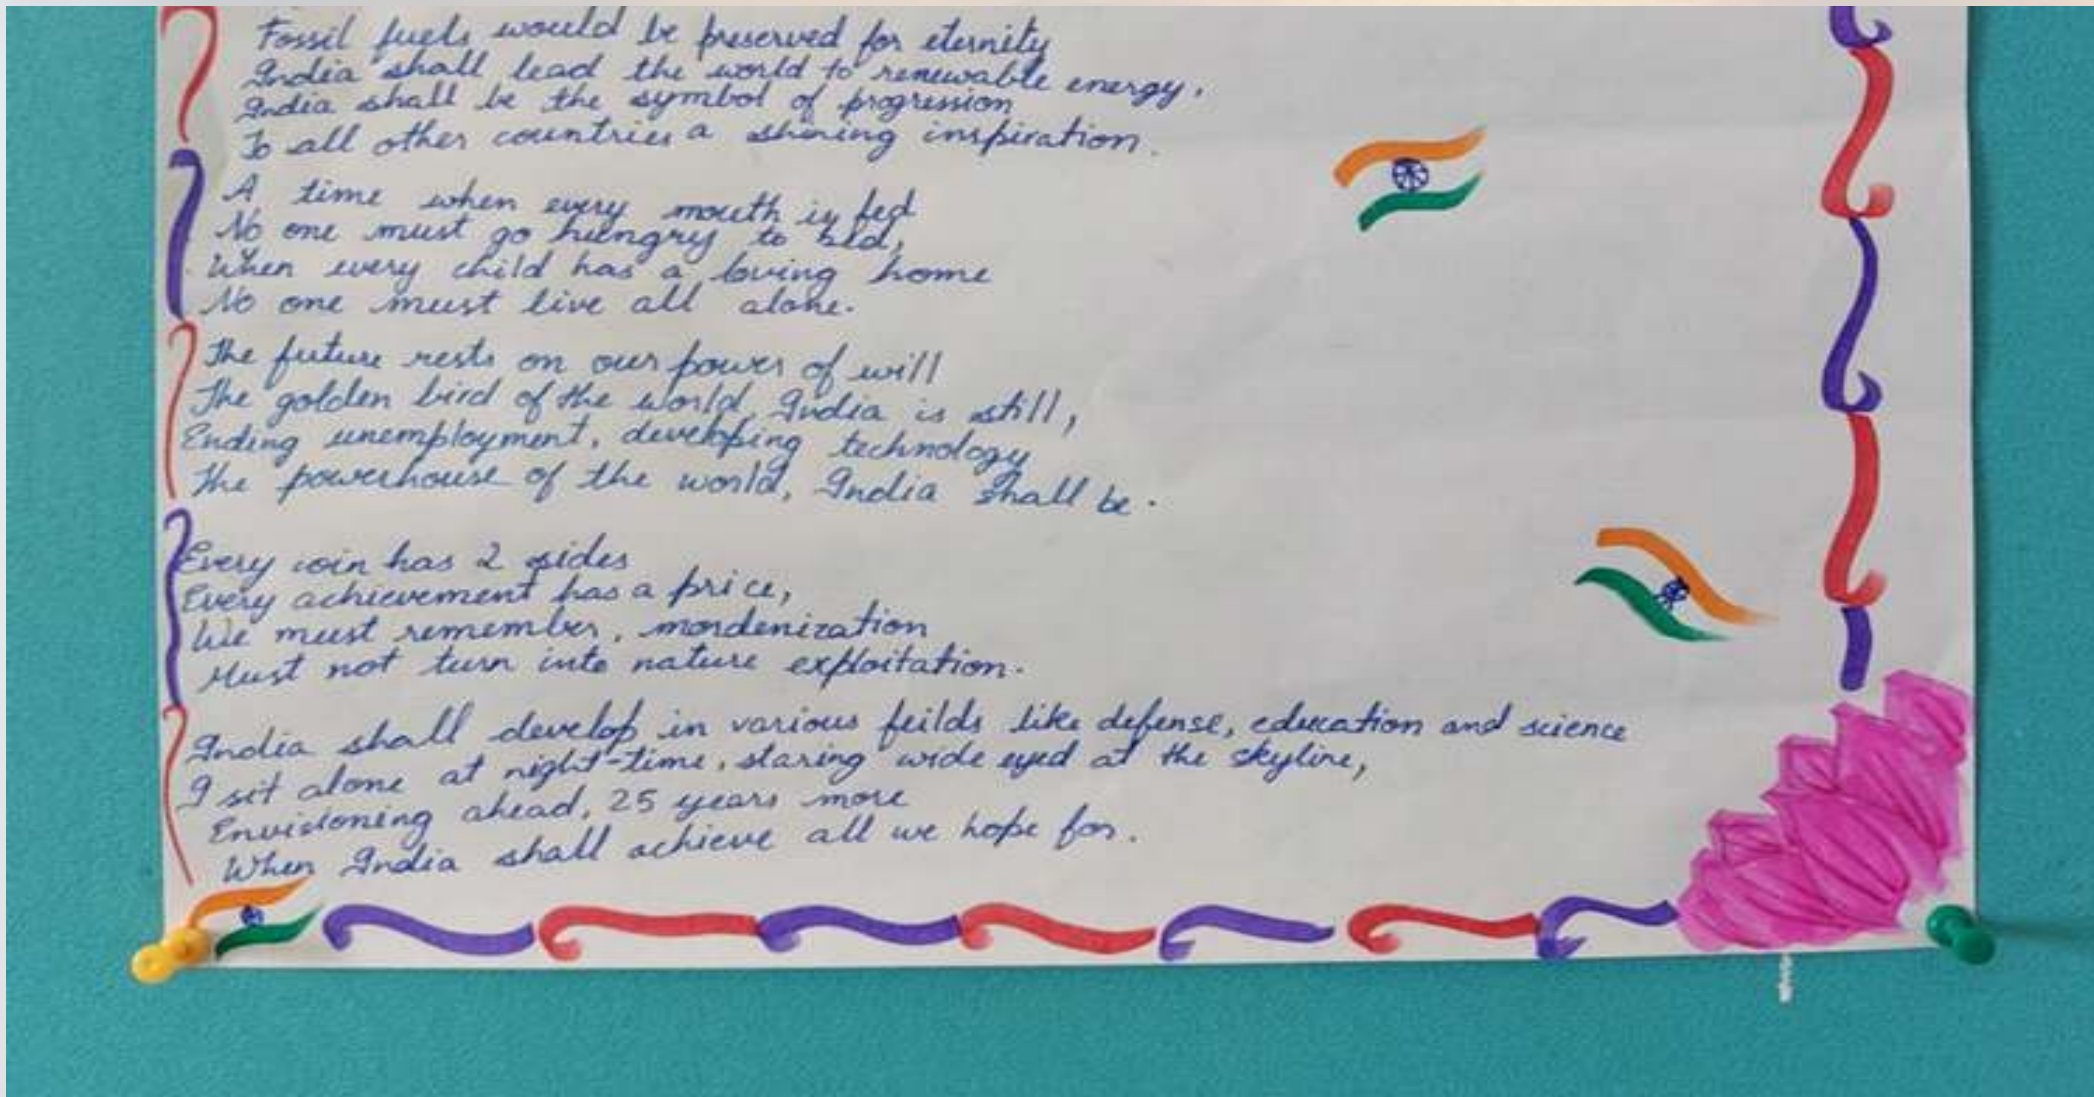 Fossil fuels would be preserved for eternity
India shall lead the world to renewable energy,
India shall be the symbol of progression
To all other countries a shining inspiration.
A time when every mouth is fed
No one must go hungry to bed,
When every child has a loving home
No one must live all alone.
The future rests on our power of will
The golden bird of the world, India is still,
Ending unemployment, developing technology
The powerhouse of the world, India shall be.
Every coin has 2 sides
Every achievement has a price,
We must remember, mordenization
Must not turn into nature exploitation.
India shall develop in various feilds like defense, education and science
I sit alone at night-time, staring wide eyed at the skyline,
Envisioning ahead, 25 years more
When India shall achieve all we hope for.